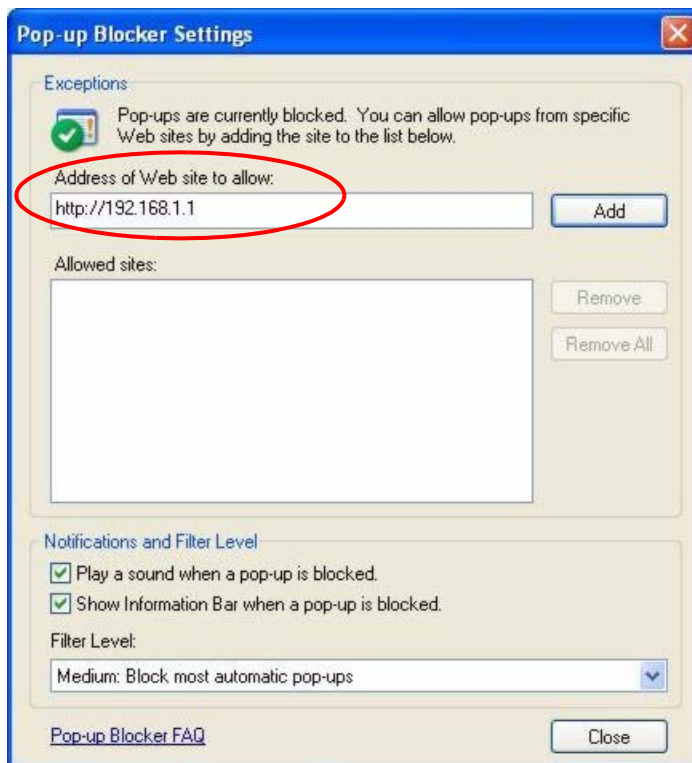 Pop-up Blocker Settings
Exceptions
Pop-ups are currently blocked. You can allow pop-ups from specific
Web sites by adding the site to the list below.
Address of Web site to allow:
http://192.168.1.1
Add
Allowed sites:
Remove
Remove All
Notifications and Filter Level
Play a sound when a pop-up is blocked.
Show Information Bar when a pop-up is blocked.
Filter Level:
Medium: Block most automatic pop-ups
Pop-up Blocker FAQ
Close